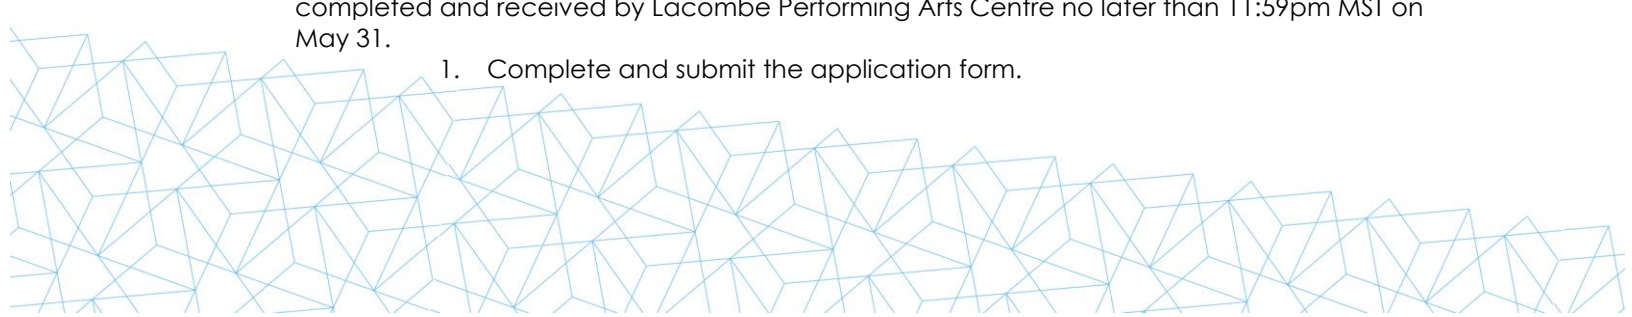 completed and received by Lacombe Performing Arts Centre no later than 11:59pm MST on
May 31.
1. Complete and submit the application form.